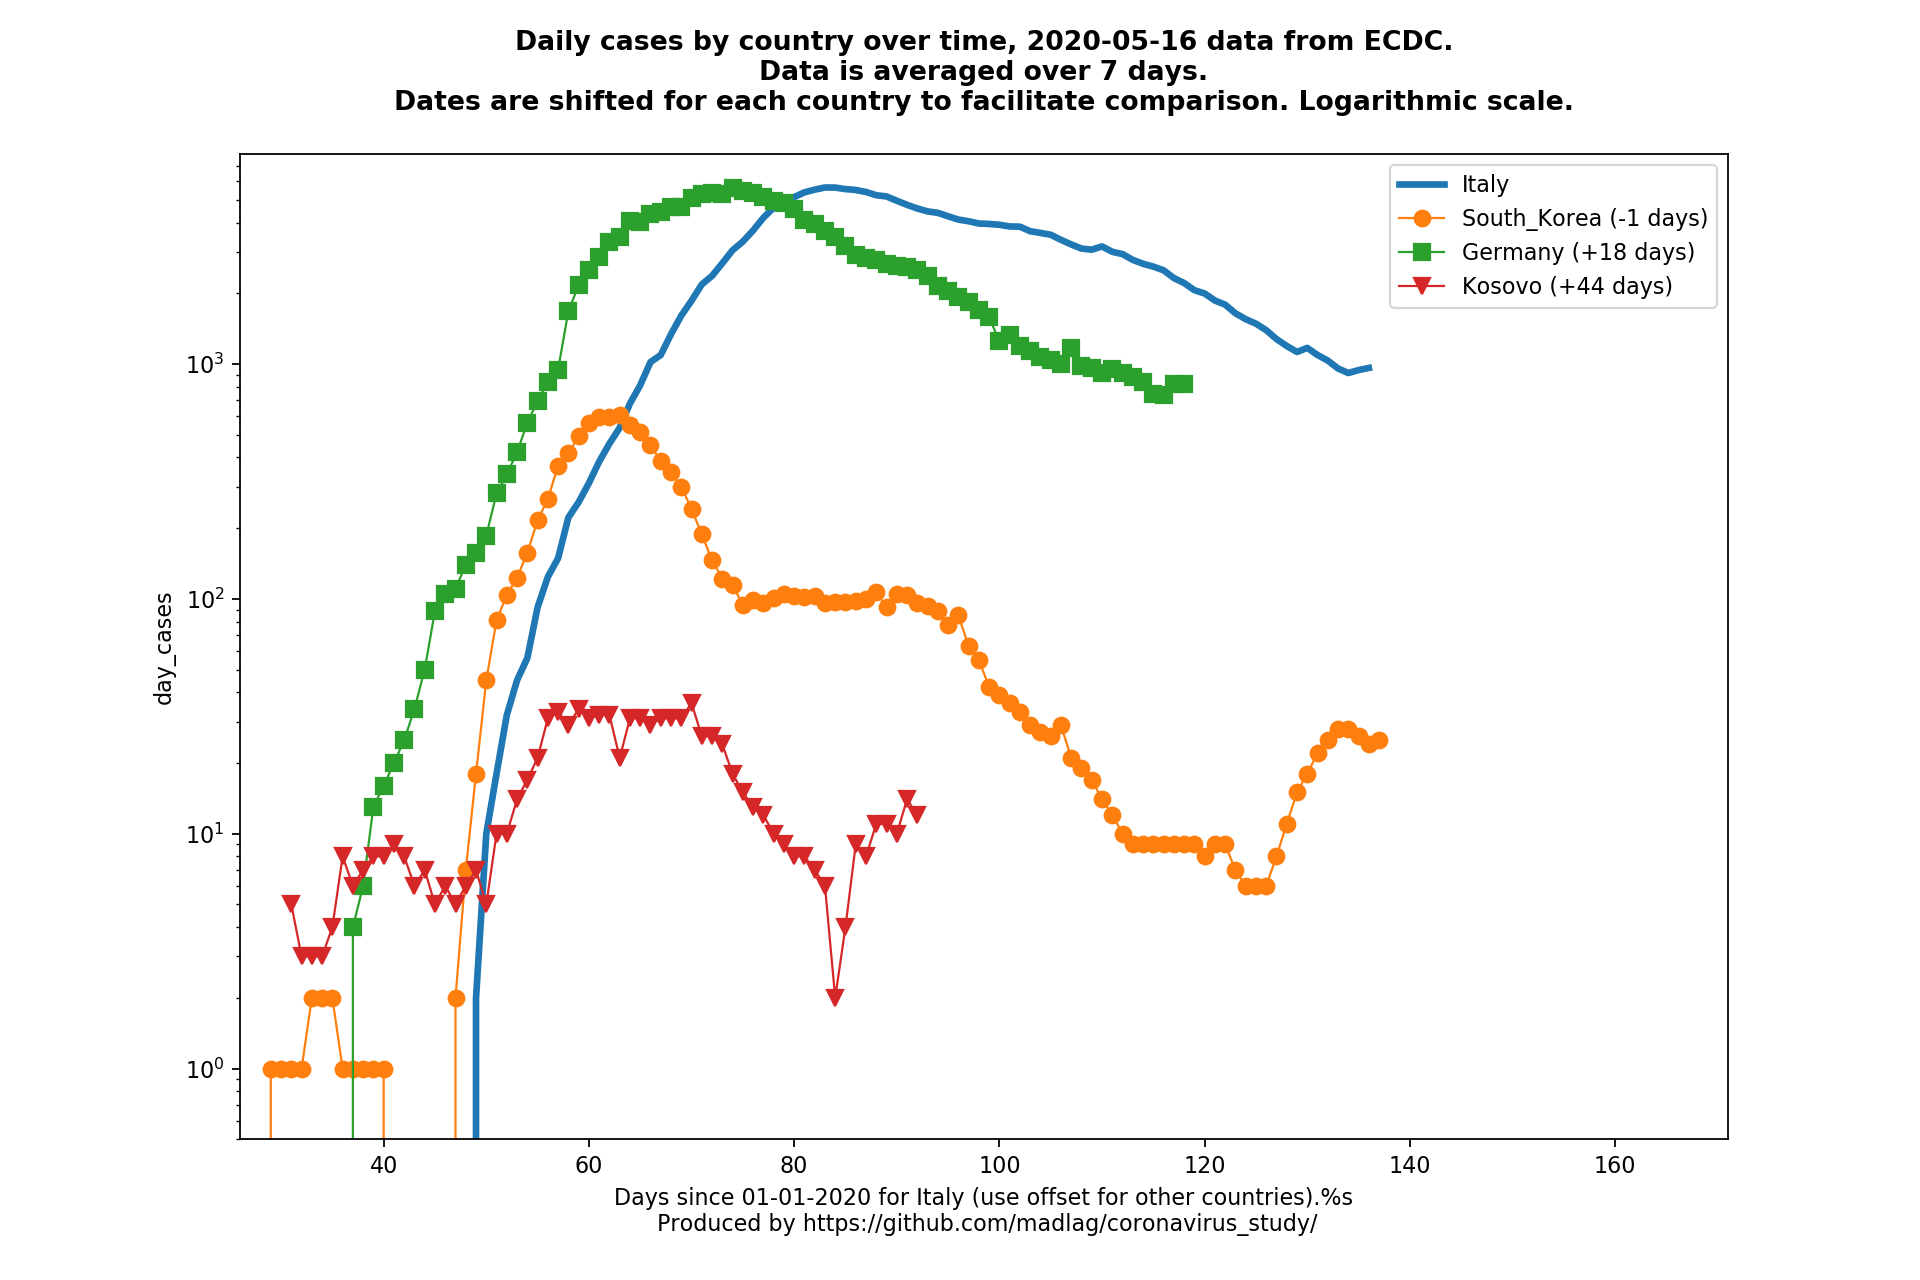 Daily cases by country over time, 2020-05-16 data from ECDC.
Data is averaged over 7 days.
Dates are shifted for each country to facilitate comparison. Logarithmic scale.
Italy
South_Korea (-1 days)
Germany (+18 days)
Kosovo (+44 days)
day_cases
10³
10²
10¹
10⁰
40 60 80 100 120 140 160
Days since 01-01-2020 for Italy (use offset for other countries).%s
Produced by https://github.com/madlag/coronavirus_study/